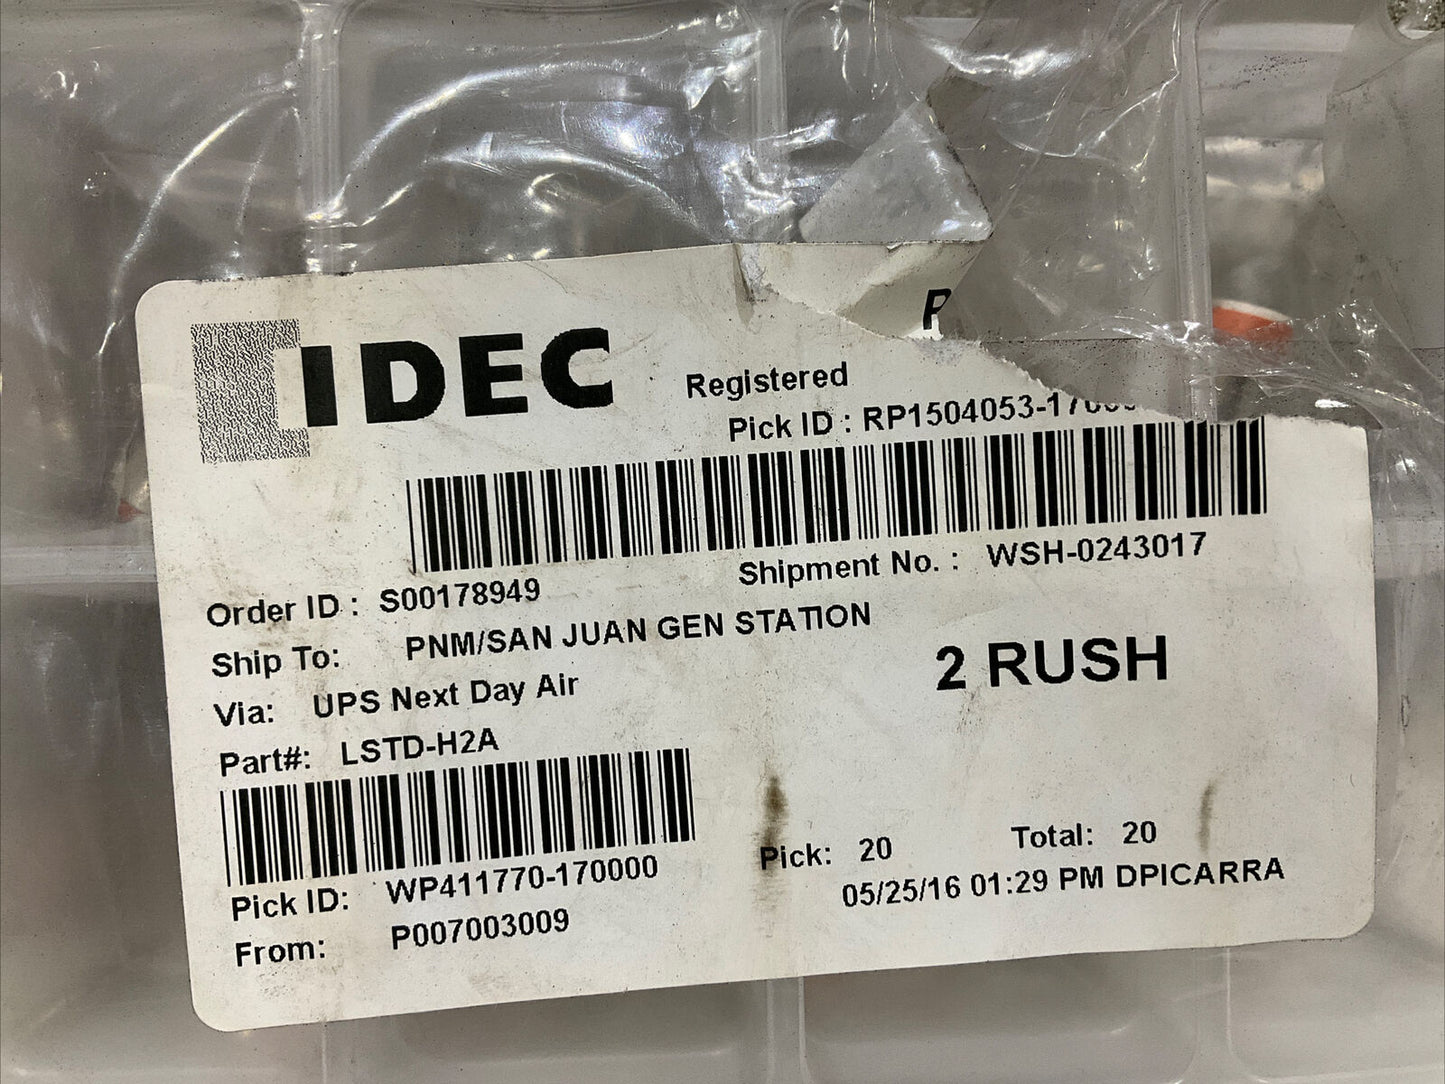 IDEC
Registered
Pick ID : RP1504053-170000
Order ID : S00178949
Shipment No. : WSH-0243017
Ship To: PNM/SAN JUAN GEN STATION
2 RUSH
Via: UPS Next Day Air
Part#: LSTD-H2A
Pick ID: WP411770-170000
Pick: 20 Total: 20
From: P007003009
05/25/16 01:29 PM DPICARRA